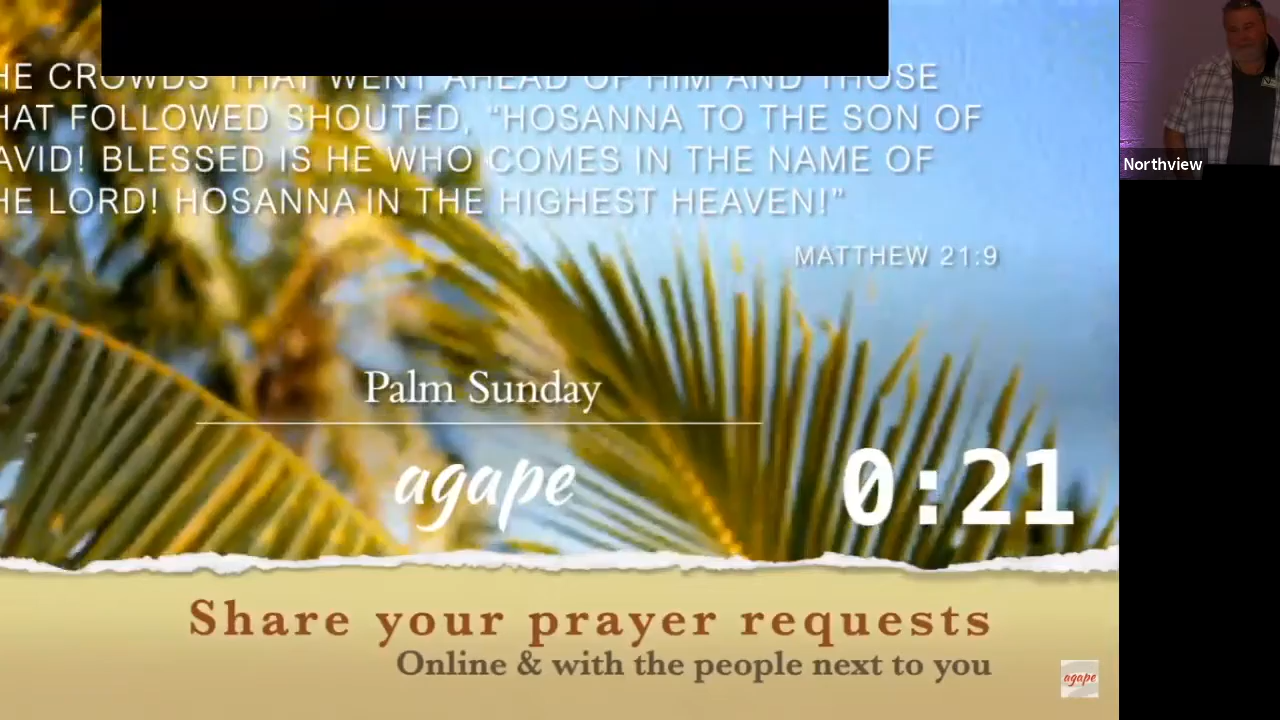 HE CROWDS THAT WENT AHEAD OF HIM AND THOSE
HAT FOLLOWED SHOUTED, “HOSANNA TO THE SON OF
AVID! BLESSED IS HE WHO COMES IN THE NAME OF
HE LORD! HOSANNA IN THE HIGHEST HEAVEN!”
MATTHEW 21:9
Palm Sunday
agape
0:21
Share your prayer requests
Online & with the people next to you
agape
Northview